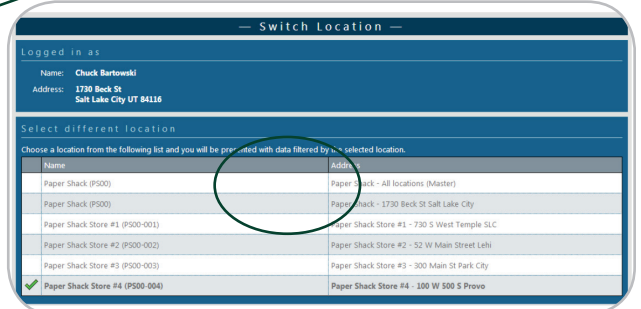 — Switch Location —
Logged in as
Name: Chuck Bartowski
Address: 1730 Beck St
Salt Lake City UT 84116
Select different location
Choose a location from the following list and you will be presented with data filtered by the selected location.
Name Address
Paper Shack (PS00) Paper Shack - All locations (Master)
Paper Shack (PS00) Paper Shack - 1730 Beck St Salt Lake City
Paper Shack Store #1 (PS00-001) Paper Shack Store #1 - 730 S West Temple SLC
Paper Shack Store #2 (PS00-002) Paper Shack Store #2 - 52 W Main Street Lehi
Paper Shack Store #3 (PS00-003) Paper Shack Store #3 - 300 Main St Park City
Paper Shack Store #4 (PS00-004) Paper Shack Store #4 - 100 W 500 S Provo